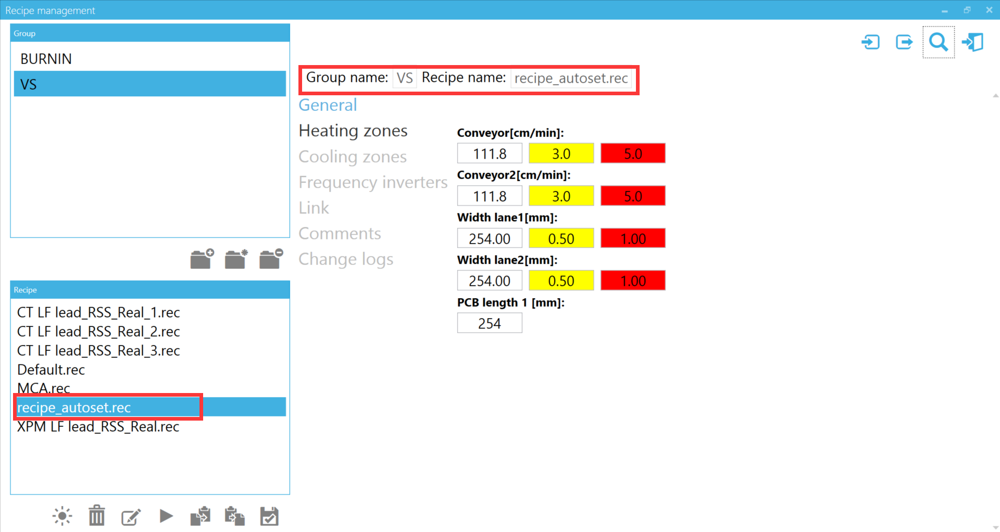 Recipe management
Group
BURNIN
VS
Group name: VS Recipe name: recipe_autoset.rec
General
Heating zones
Cooling zones
Frequency inverters
Link
Comments
Change logs
Conveyor[cm/min]:
111.8 3.0 5.0
Conveyor2[cm/min]:
111.8 3.0 5.0
Width lane1[mm]:
254.00 0.50 1.00
Width lane2[mm]:
254.00 0.50 1.00
PCB length 1 [mm]:
254
Recipe
CT LF lead_RSS_Real_1.rec
CT LF lead_RSS_Real_2.rec
CT LF lead_RSS_Real_3.rec
Default.rec
MCA.rec
recipe_autoset.rec
XPM LF lead_RSS_Real.rec